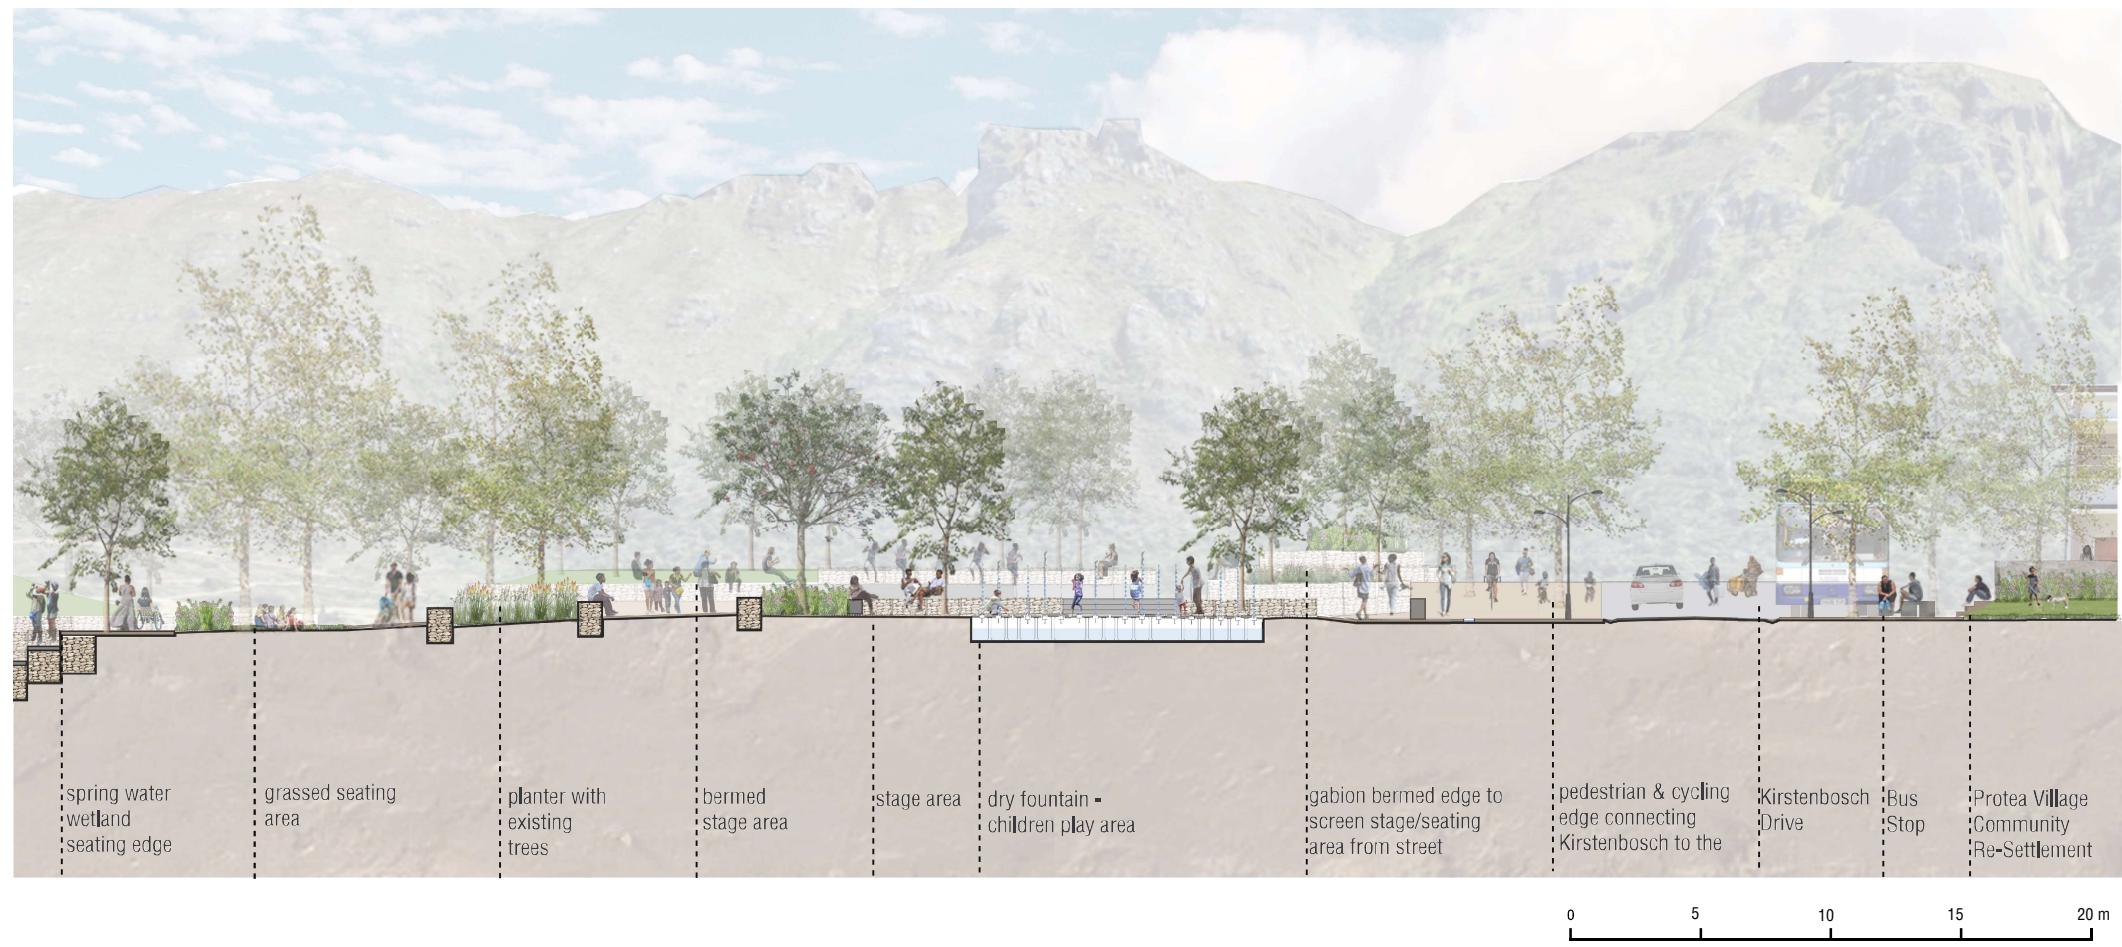 spring water
wetland
seating edge
grassed seating
area
planter with
existing
trees
bermed
stage area
stage area
dry fountain -
children play area
gabion bermed edge to
screen stage/seating
area from street
pedestrian & cycling
edge connecting
Kirstenbosch to the
Kirstenbosch
Drive
Bus
Stop
Protea Village
Community
Re-Settlement
0 5 10 15 20 m